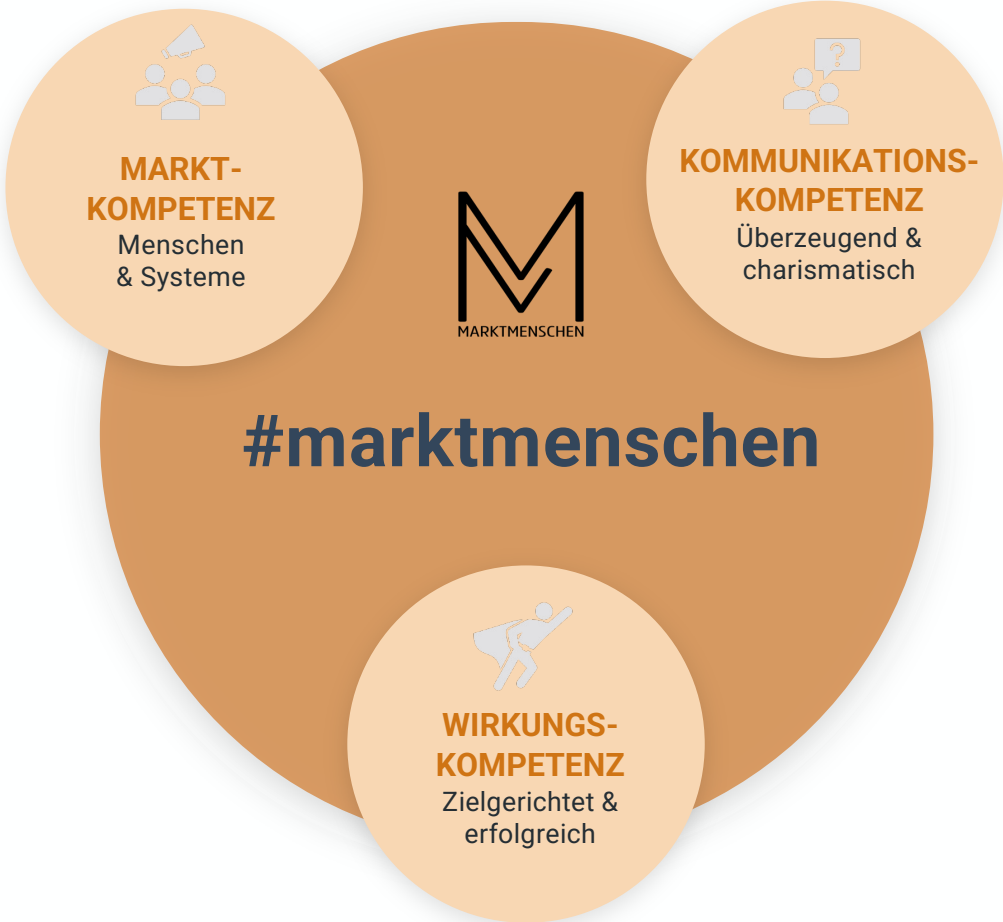 MARKT-
KOMPETENZ
Menschen
& Systeme
KOMMUNIKATIONS-
KOMPETENZ
Überzeugend &
charismatisch
MARKTMENSCHEN
#marktmenschen
WIRKUNGS-
KOMPETENZ
Zielgerichtet &
erfolgreich